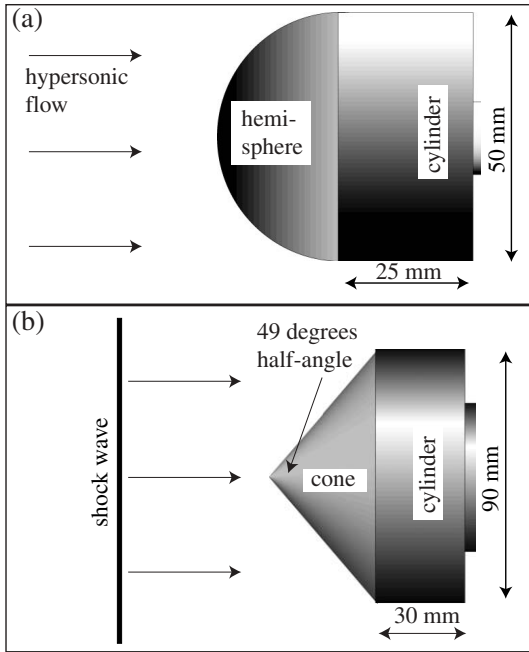 (a)
hypersonic
flow
hemi-
sphere
cylinder
50 mm
25 mm
(b)
49 degrees
half-angle
shock wave
cone
cylinder
90 mm
30 mm